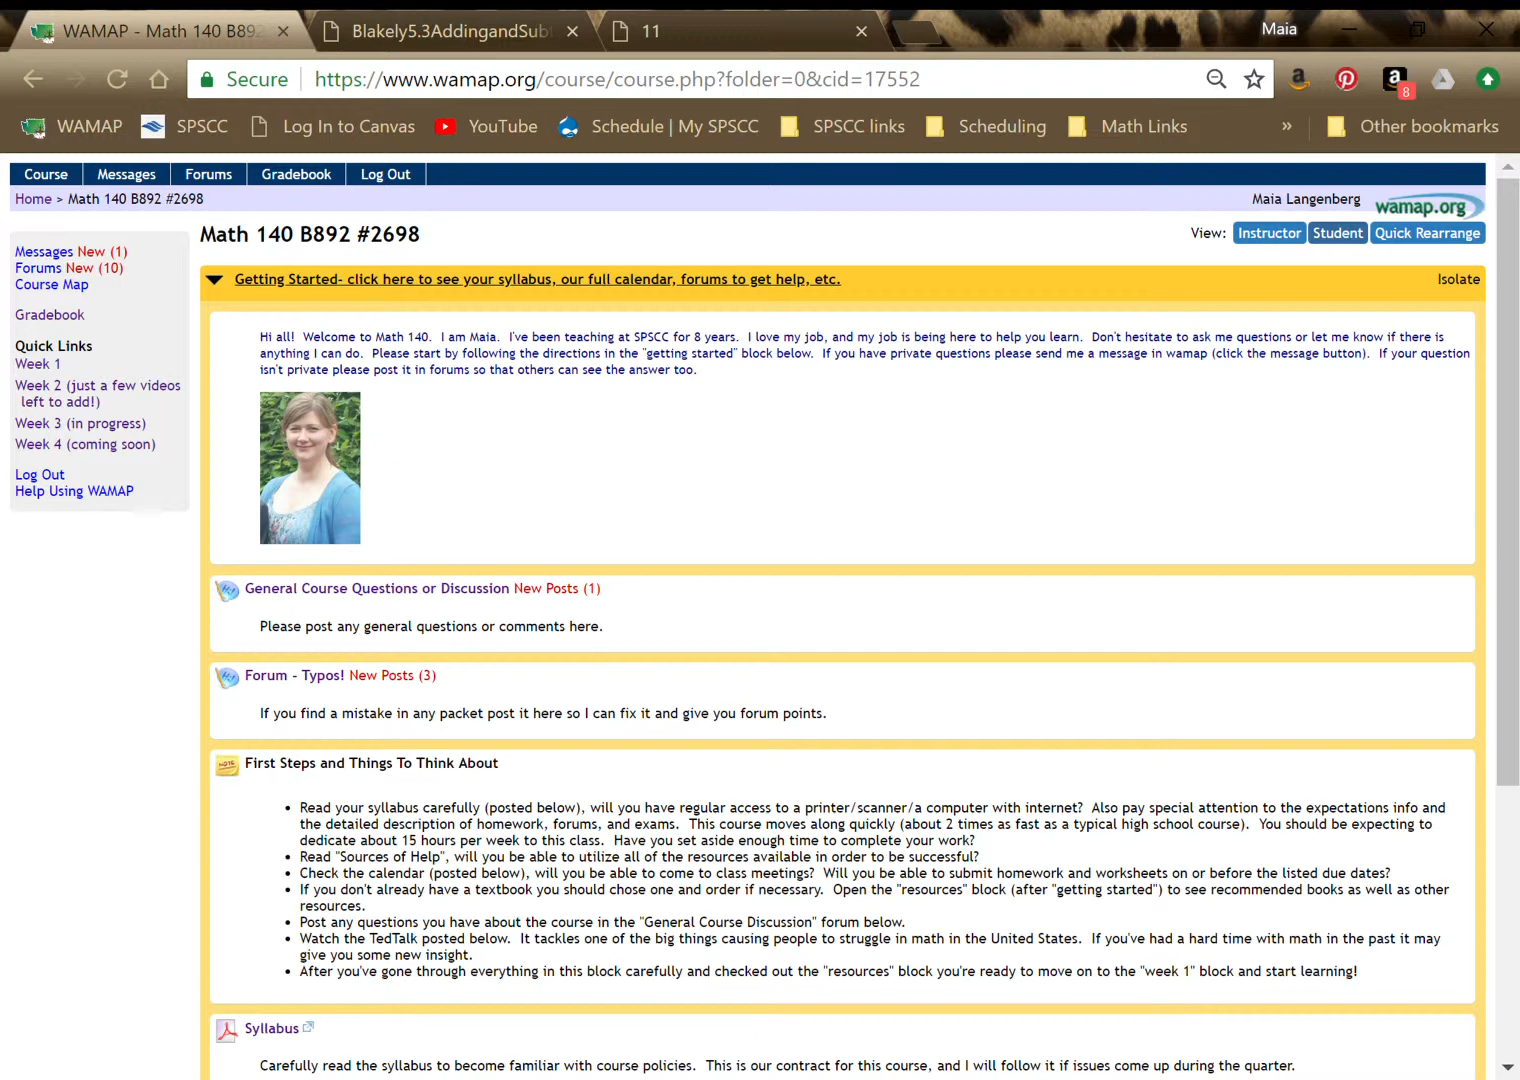 WAMAP - Math 140 B892
Blakely5.3AddingandSub
11
Maia
Secure
https://www.wamap.org/course/course.php?folder=0&cid=17552
8
WAMAP
SPSCC
Log In to Canvas
YouTube
Schedule | My SPSCC
SPSCC links
Scheduling
Math Links
»
Other bookmarks
Course
Messages
Forums
Gradebook
Log Out
Home > Math 140 B892 #2698
Maia Langenberg
wamap.org
Messages New (1)
Forums New (10)
Course Map
Gradebook
Quick Links
Week 1
Week 2 (just a few videos
left to add!)
Week 3 (in progress)
Week 4 (coming soon)
Log Out
Help Using WAMAP
Math 140 B892 #2698
View: Instructor Student Quick Rearrange
Getting Started- click here to see your syllabus, our full calendar, forums to get help, etc.
Isolate
Hi all! Welcome to Math 140. I am Maia. I've been teaching at SPSCC for 8 years. I love my job, and my job is being here to help you learn. Don't hesitate to ask me questions or let me know if there is
anything I can do. Please start by following the directions in the "getting started" block below. If you have private questions please send me a message in wamap (click the message button). If your question
isn't private please post it in forums so that others can see the answer too.
General Course Questions or Discussion New Posts (1)
Please post any general questions or comments here.
Forum - Typos! New Posts (3)
If you find a mistake in any packet post it here so I can fix it and give you forum points.
NOTE
First Steps and Things To Think About
• Read your syllabus carefully (posted below), will you have regular access to a printer/scanner/a computer with internet? Also pay special attention to the expectations info and
the detailed description of homework, forums, and exams. This course moves along quickly (about 2 times as fast as a typical high school course). You should be expecting to
dedicate about 15 hours per week to this class. Have you set aside enough time to complete your work?
• Read "Sources of Help", will you be able to utilize all of the resources available in order to be successful?
• Check the calendar (posted below), will you be able to come to class meetings? Will you be able to submit homework and worksheets on or before the listed due dates?
• If you don't already have a textbook you should chose one and order if necessary. Open the "resources" block (after "getting started") to see recommended books as well as other
resources.
• Post any questions you have about the course in the "General Course Discussion" forum below.
• Watch the TedTalk posted below. It tackles one of the big things causing people to struggle in math in the United States. If you've had a hard time with math in the past it may
give you some new insight.
• After you've gone through everything in this block carefully and checked out the "resources" block you're ready to move on to the "week 1" block and start learning!
Syllabus
Carefully read the syllabus to become familiar with course policies. This is our contract for this course, and I will follow it if issues come up during the quarter.